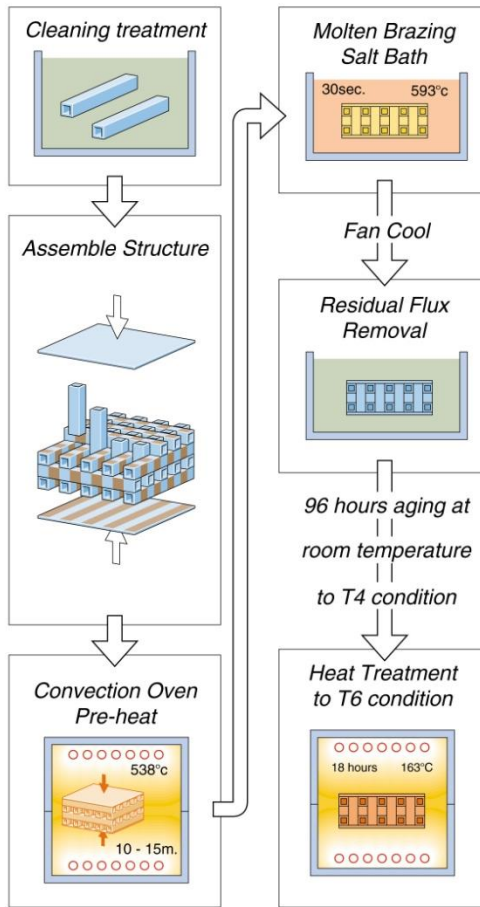 Cleaning treatment
Assemble Structure
Convection Oven
Pre-heat
538°c
10 - 15m.
Molten Brazing
Salt Bath
30sec. 593°c
Fan Cool
Residual Flux
Removal
96 hours aging at
room temperature
to T4 condition
Heat Treatment
to T6 condition
18 hours 163°C